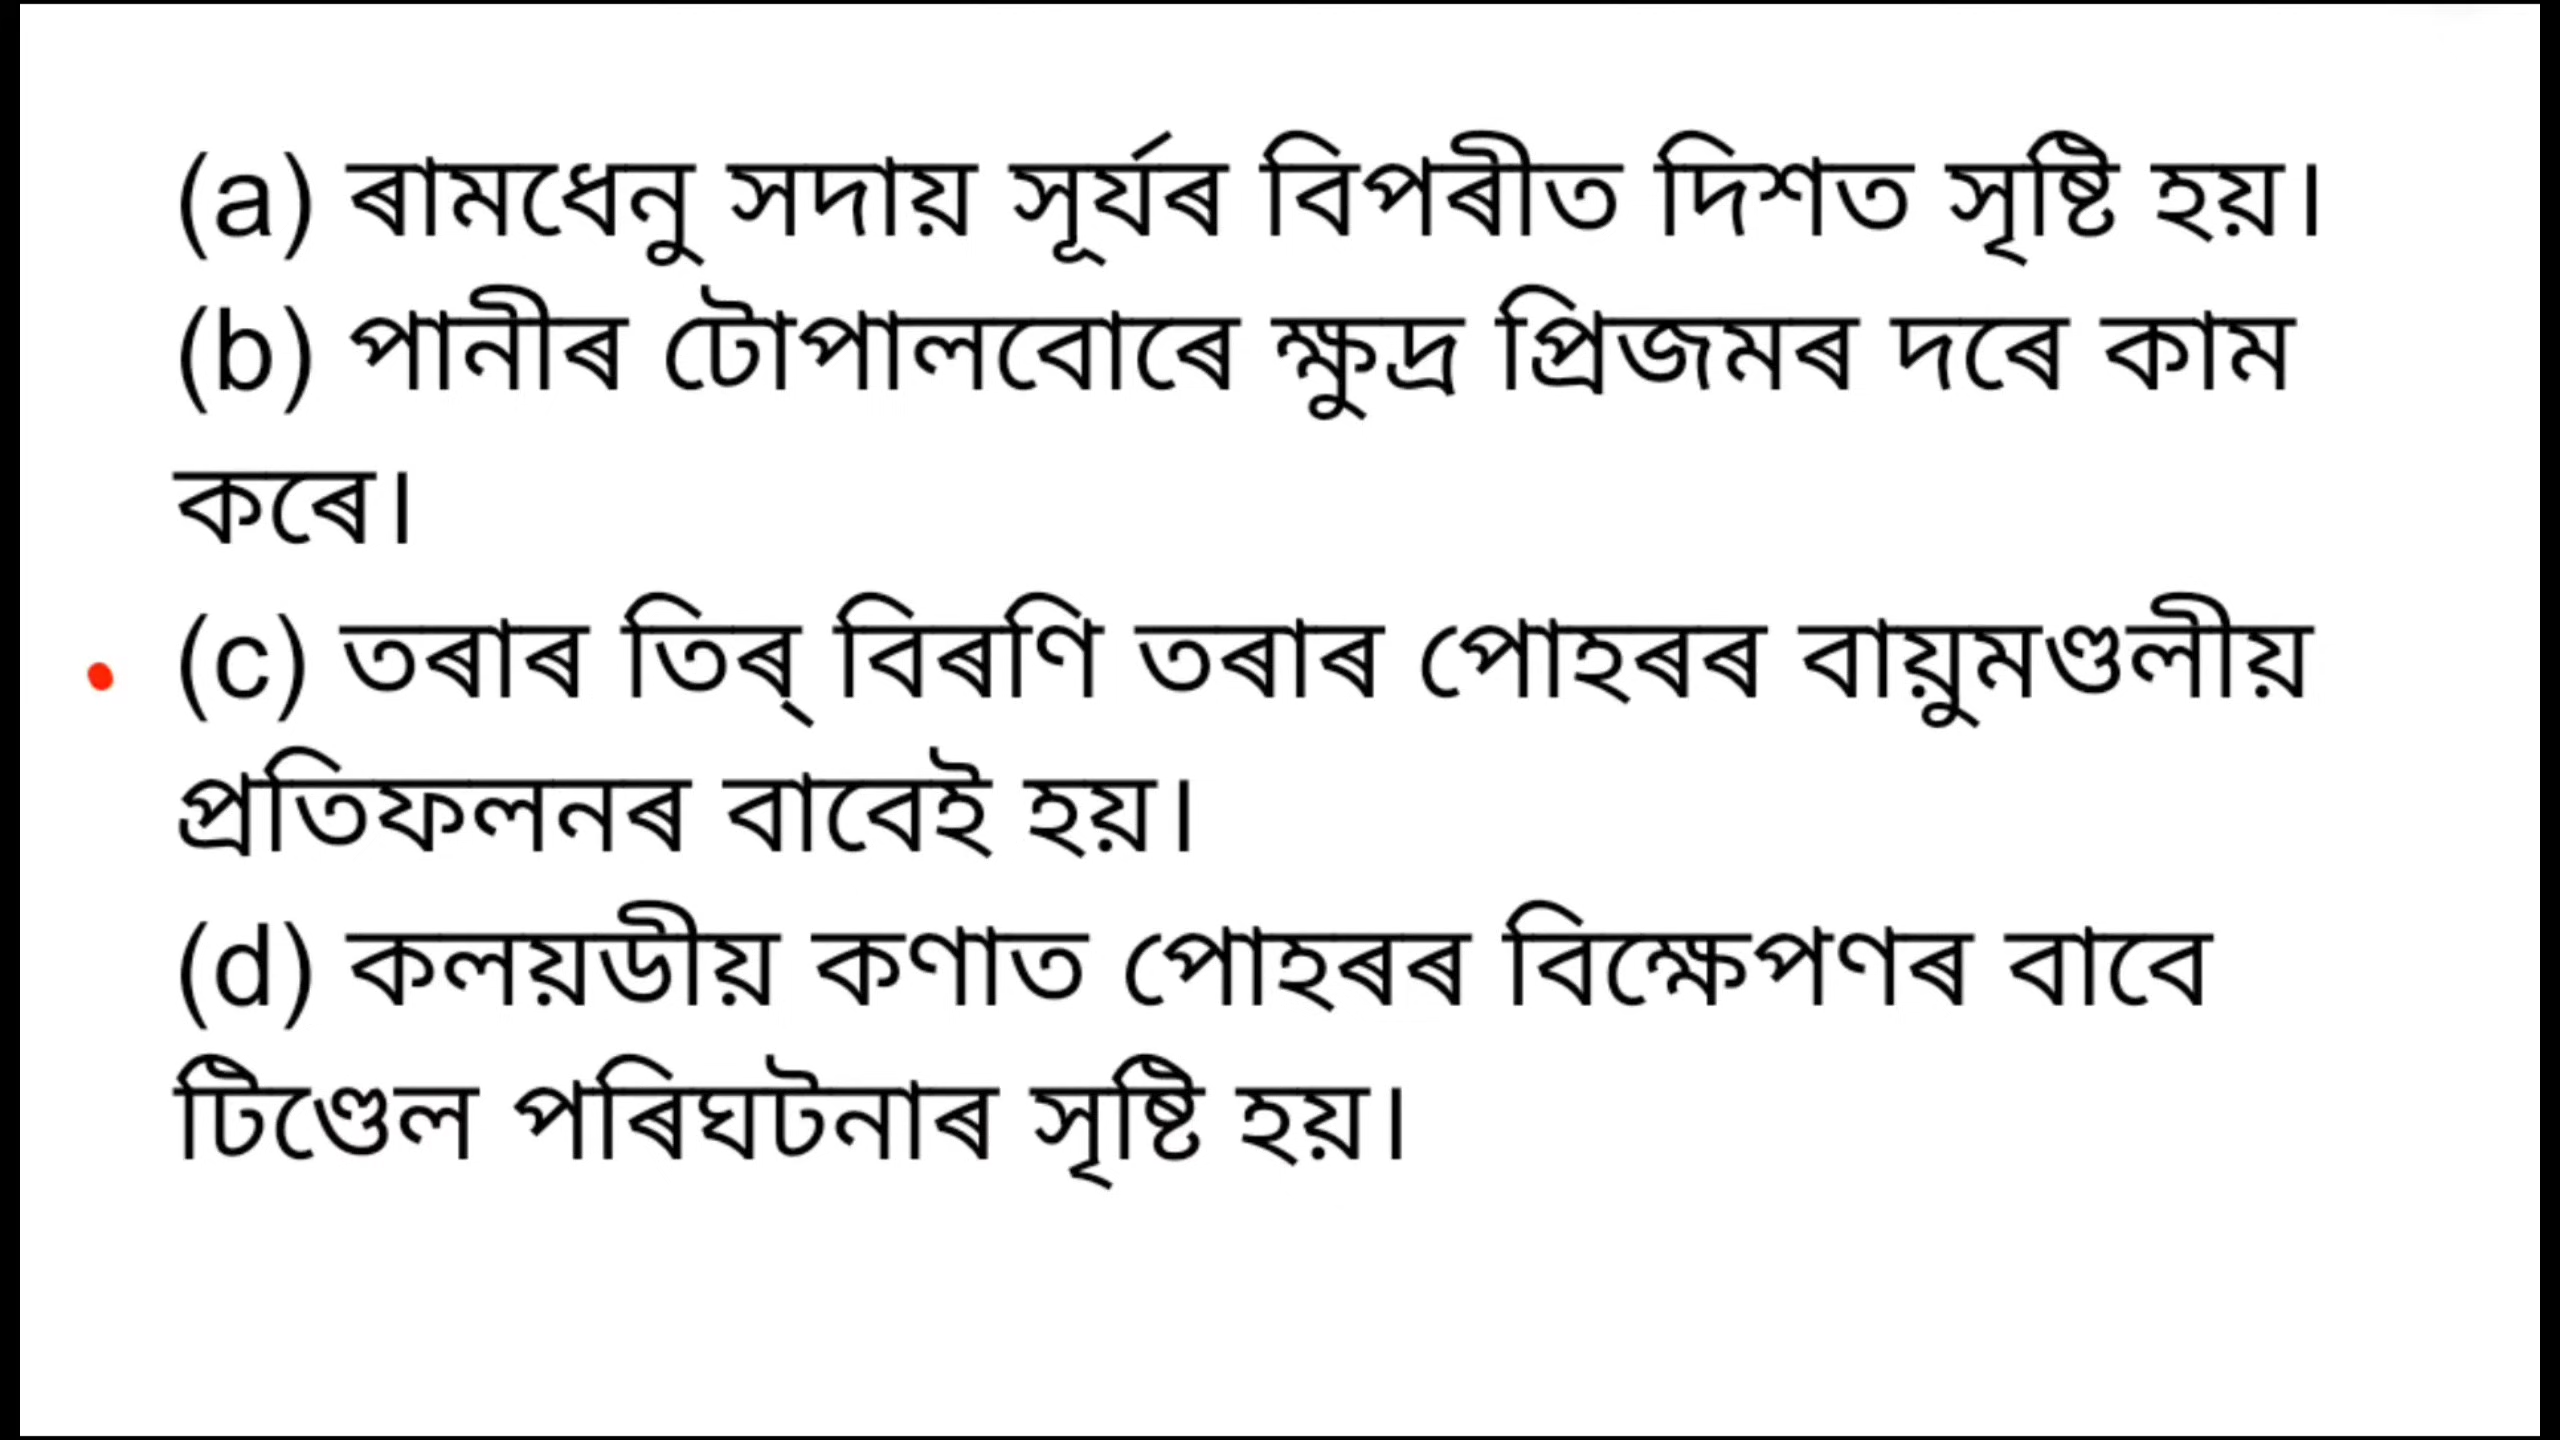 (a) ৰামধেনু সদায় সূৰ্যৰ বিপৰীত দিশত সৃষ্টি হয়।
(b) পানীৰ টোপালবোৰে ক্ষুদ্ৰ প্ৰিজমৰ দৰে কাম
কৰে।
(c) তৰাৰ তিৰ্ বিৰণি তৰাৰ পোহৰৰ বায়ুমণ্ডলীয়
প্ৰতিফলনৰ বাবেই হয়।
(d) কলয়ডীয় কণাত পোহৰৰ বিক্ষেপণৰ বাবে
টিণ্ডেল পৰিঘটনাৰ সৃষ্টি হয়।